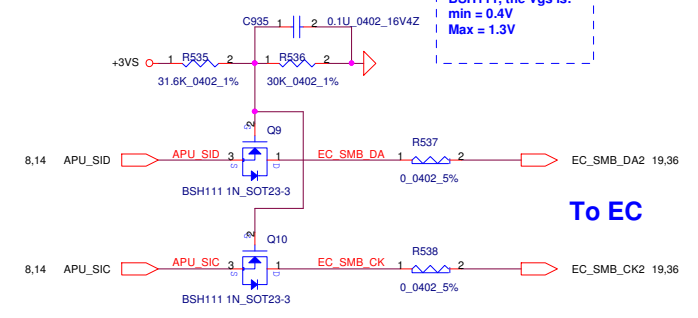 BSH111, the Vgs is:
min = 0.4V
Max = 1.3V
C935 1 2 0.1U_0402_16V4Z
+3VS 1 R535 2 1 R536 2
31.6K_0402_1% 30K_0402_1%
2 G Q9
8,14 APU_SID APU_SID 3 S 1 D EC_SMB_DA 1 R537 2 EC_SMB_DA2 19,36
BSH111 1N_SOT23-3 0_0402_5%
To EC
2 G Q10
8,14 APU_SIC APU_SIC 3 S 1 D EC_SMB_CK 1 R538 2 EC_SMB_CK2 19,36
BSH111 1N_SOT23-3 0_0402_5%